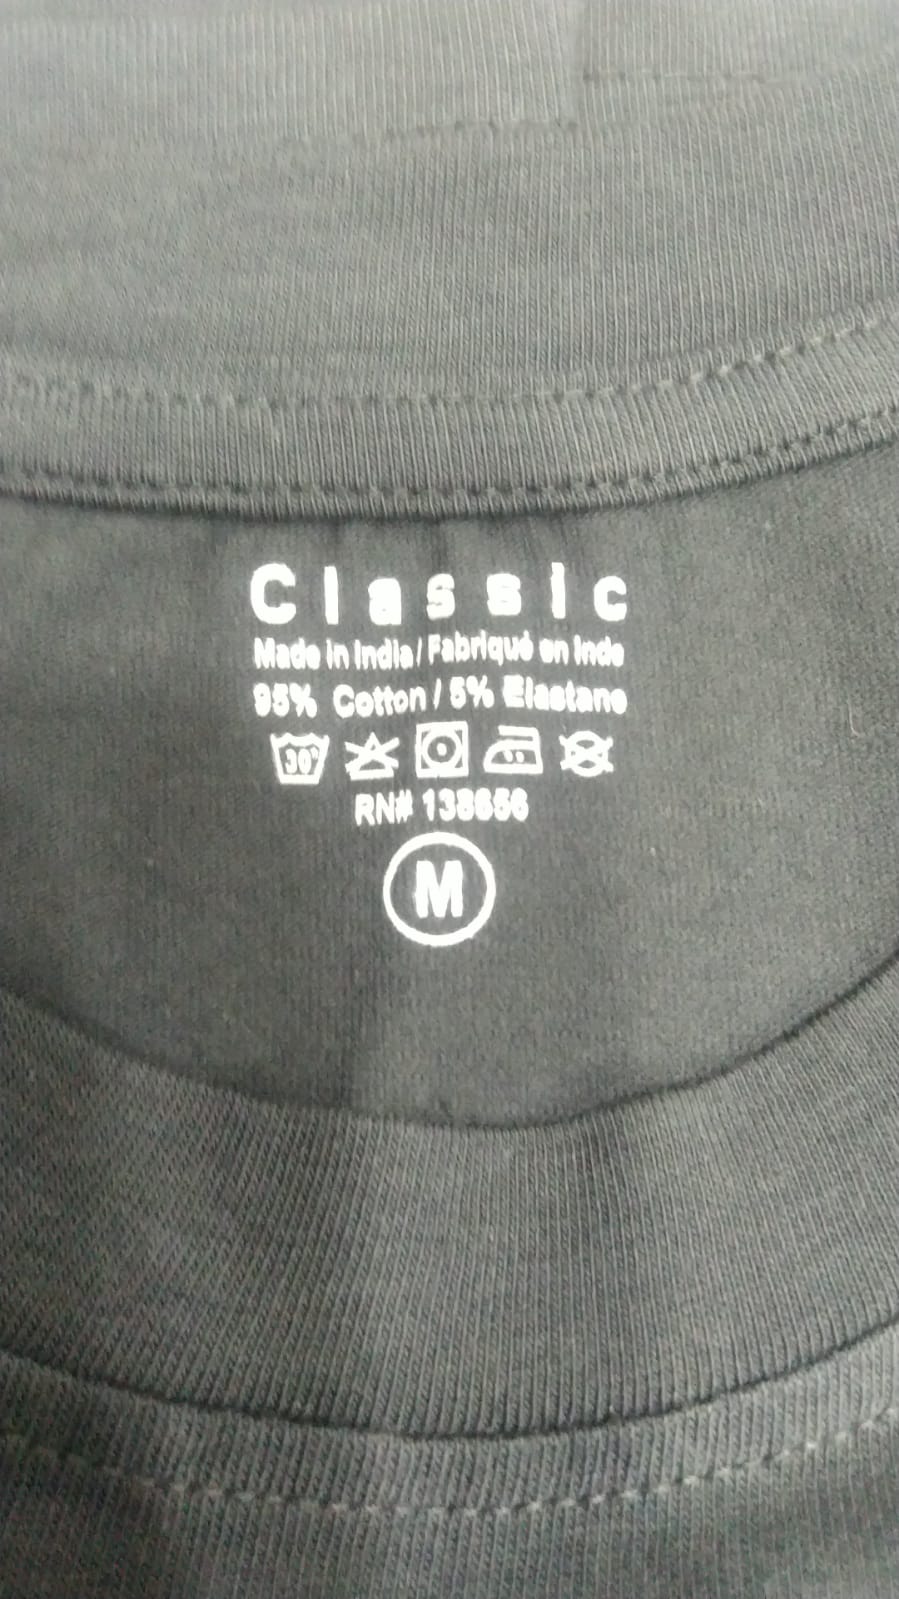 Classic
Made in India / Fabriqué en Inde
95% Cotton / 5% Elastane
30°
RN# 138656
M